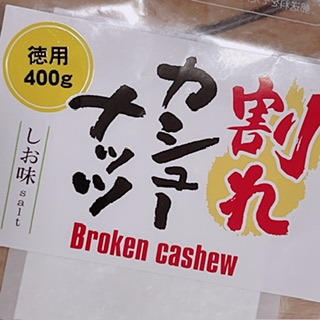 徳用
400g
割れ
カシュー
ナッツ
しお味 salt
Broken cashew